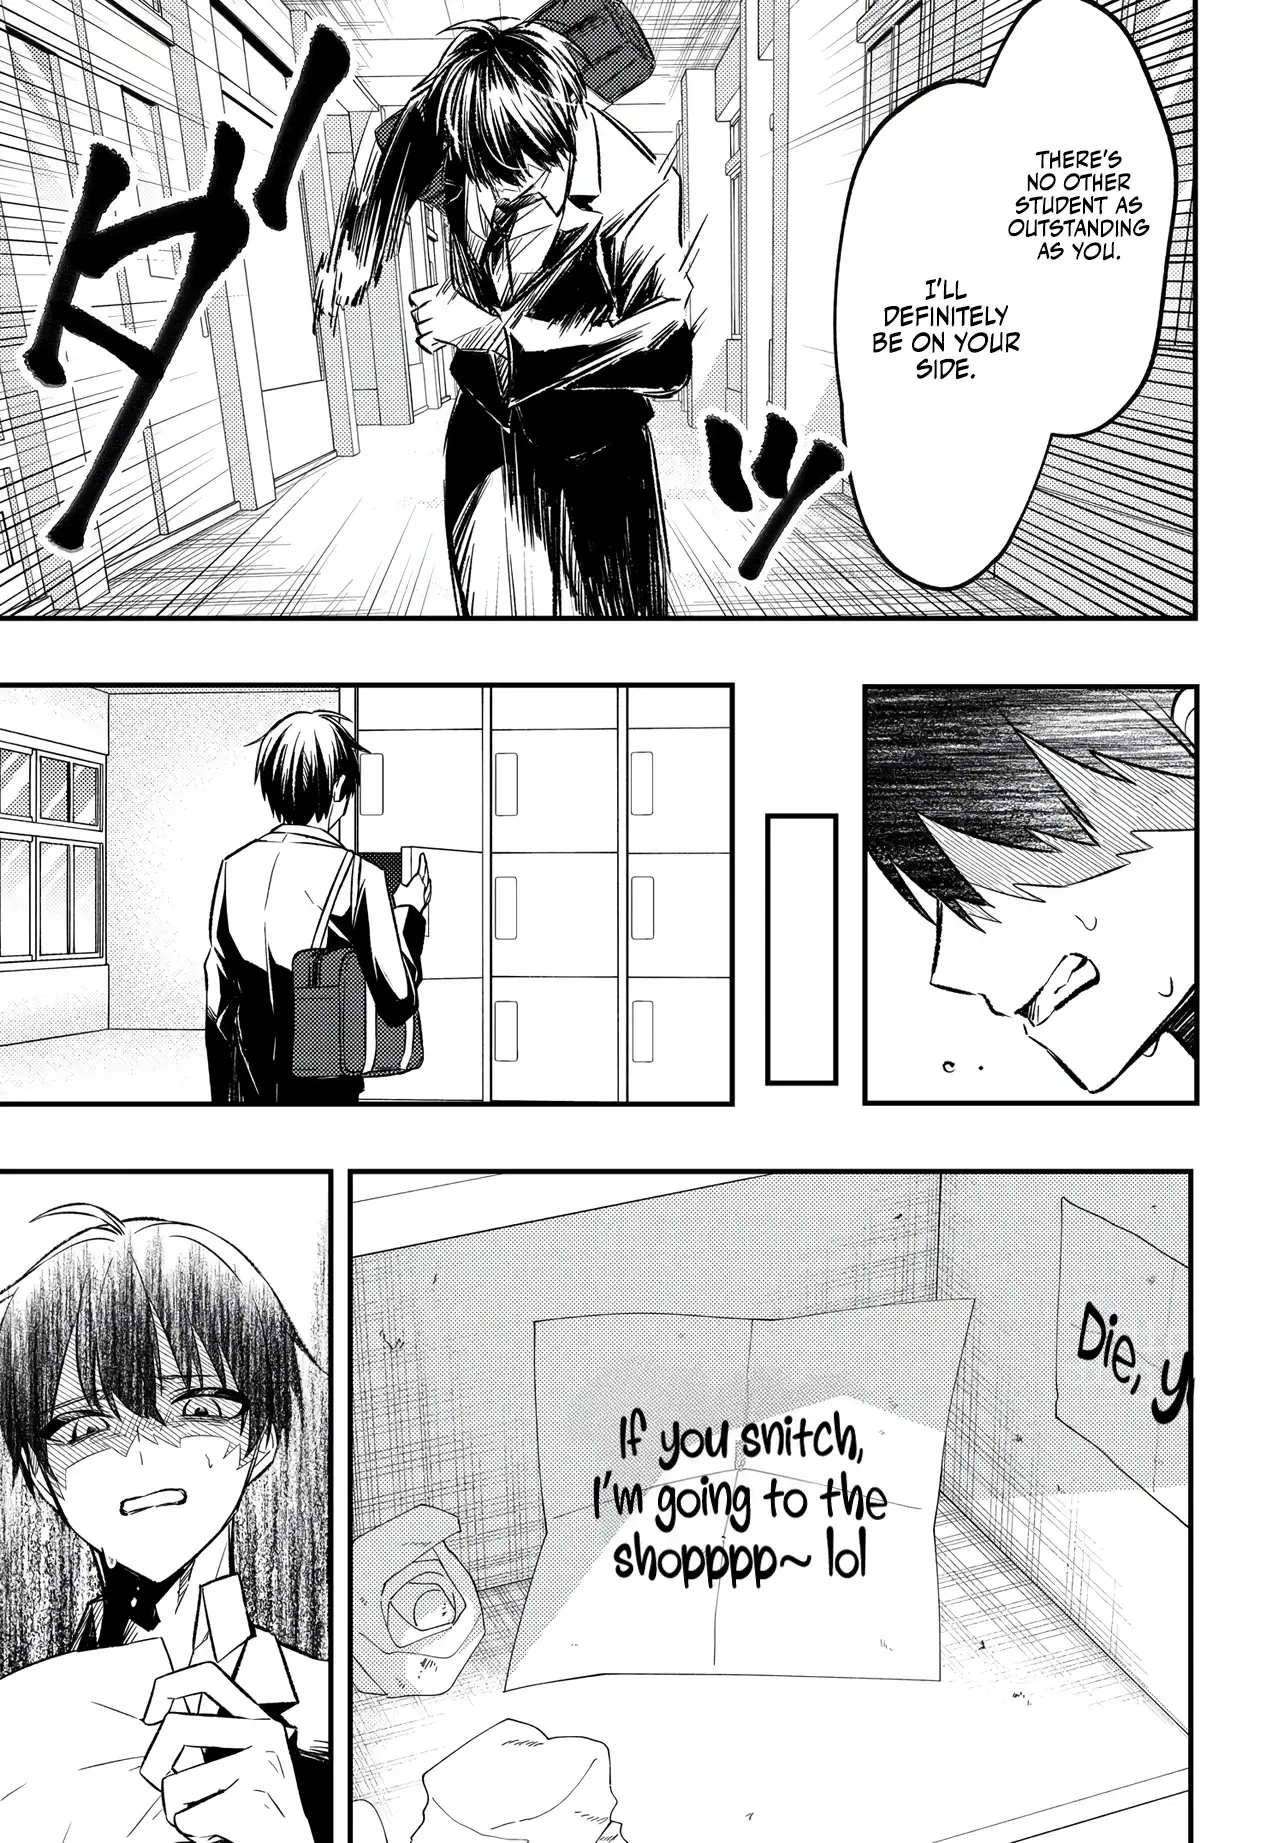 THERE'S
NO OTHER
STUDENT AS
OUTSTANDING
AS YOU.
I'LL
DEFINITELY
BE ON YOUR
SIDE.
ダッ
Die, y
If you snitch,
I'm going to the
shopppp~ lol